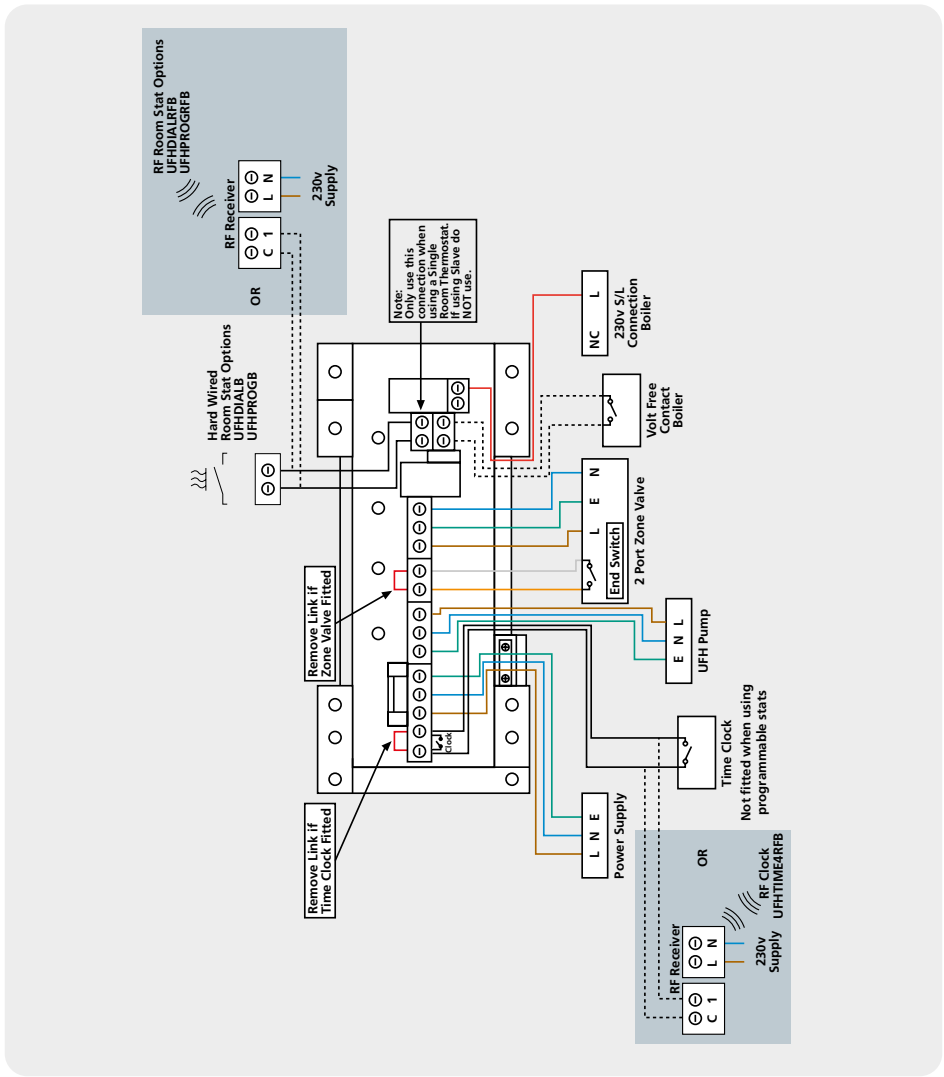 RF Room Stat Options
UFHDIALRFB
UFHPROGRFB
RF Receiver
C 1
L N
230v
Supply
OR
Hard Wired
Room Stat Options
UFHDIALB
UFHPROGB
Note:
Only use this
connection when
using a Single
Room Thermostat.
If using Slave do
NOT use.
NC L
230v S/L
Connection
Boiler
Volt Free
Contact
Boiler
L E N
End Switch
2 Port Zone Valve
Remove Link if
Zone Valve Fitted
E N L
UFH Pump
Clock
Remove Link if
Time Clock Fitted
L N E
Power Supply
Time Clock
Not fitted when using
programmable stats
OR
RF Receiver
C 1
L N
230v
Supply
RF Clock
UFHTIME4RFB